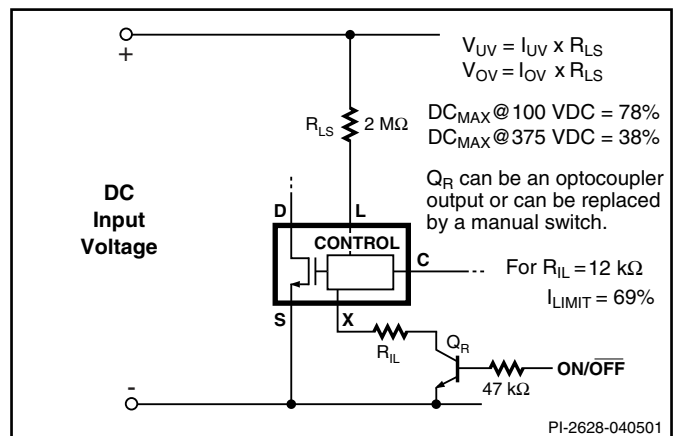 +
V_UV = I_UV x R_LS
V_OV = I_OV x R_LS
R_LS 2 MΩ
DC_MAX@100 VDC = 78%
DC_MAX@375 VDC = 38%
DC
Input
Voltage
Q_R can be an optocoupler
output or can be replaced
by a manual switch.
D L
CONTROL
C
For R_IL = 12 kΩ
I_LIMIT = 69%
S X
R_IL
Q_R
47 kΩ
ON/O̅F̅F̅
-
PI-2628-040501